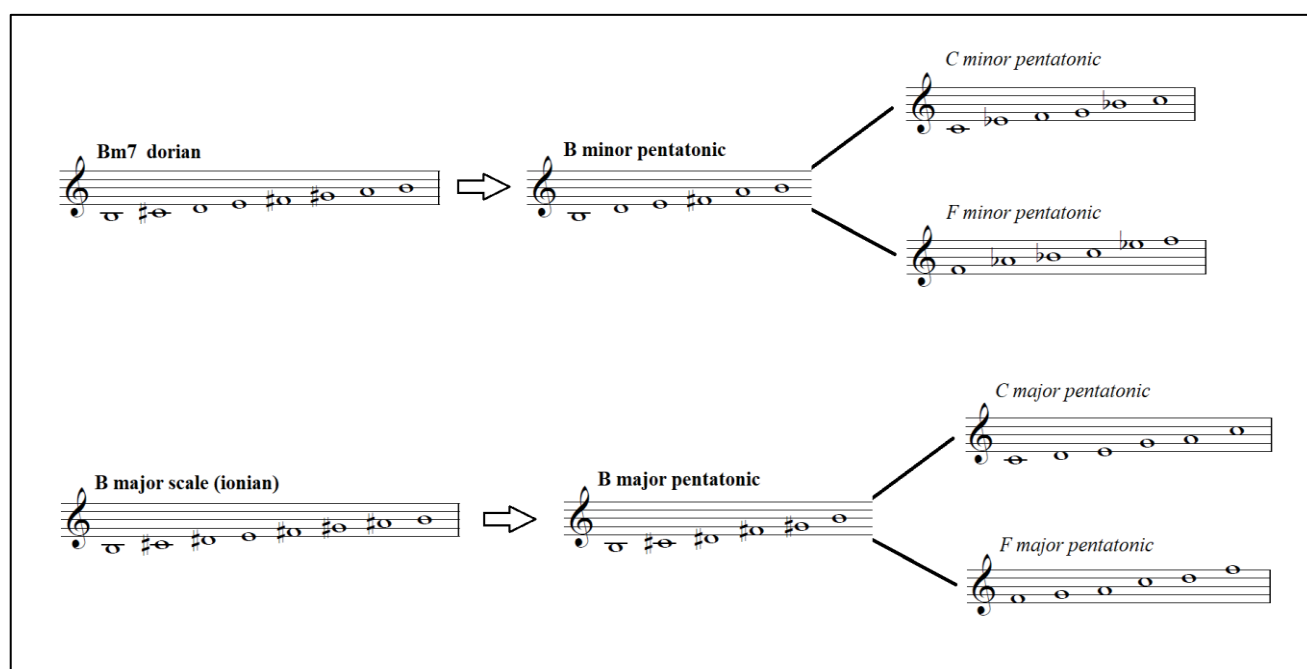 C minor pentatonic
Bm7 dorian
B minor pentatonic
F minor pentatonic
C major pentatonic
B major scale (ionian)
B major pentatonic
F major pentatonic